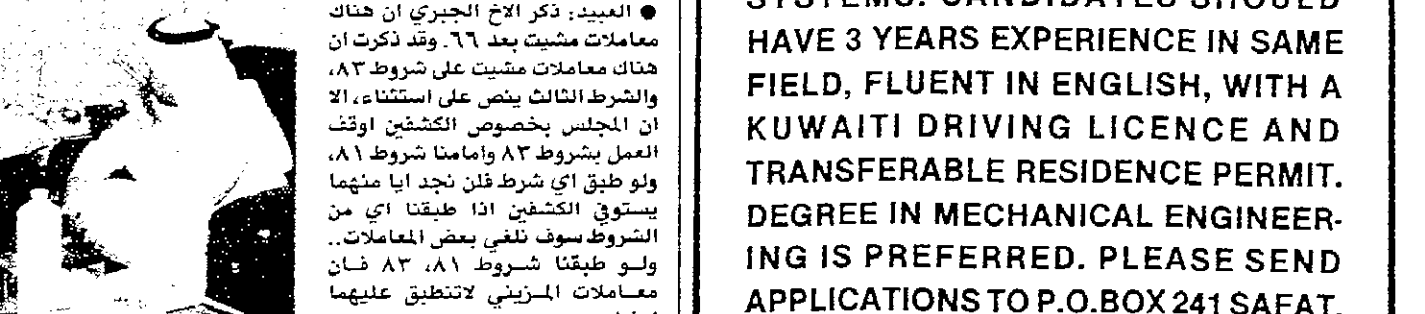 ● العبيد: ذكر الاخ الجبري ان هناك
معاملات مشيت بعد ٦٦. وقد ذكرت ان
هناك معاملات مشيت على شروط ٨٣،
والشرط الثالث ينص على استثناء، الا
ان المجلس بخصوص الكشفين اوقف
العمل بشروط ٨٣ وامامنا شروط ٨١،
ولو طبق اي شرط فلن نجد ايا منهما
يستوفي الكشفين اذا طبقنا اي من
الشروط سوف نلغي بعض المعاملات..
ولو طبقنا شروط ٨١، ٨٣ فان
معاملات المزيني لاتنطبق عليهما
SYSTEMS. CANDIDATES SHOULD
HAVE 3 YEARS EXPERIENCE IN SAME
FIELD, FLUENT IN ENGLISH, WITH A
KUWAITI DRIVING LICENCE AND
TRANSFERABLE RESIDENCE PERMIT.
DEGREE IN MECHANICAL ENGINEER-
ING IS PREFERRED. PLEASE SEND
APPLICATIONS TO P.O.BOX 241 SAFAT.